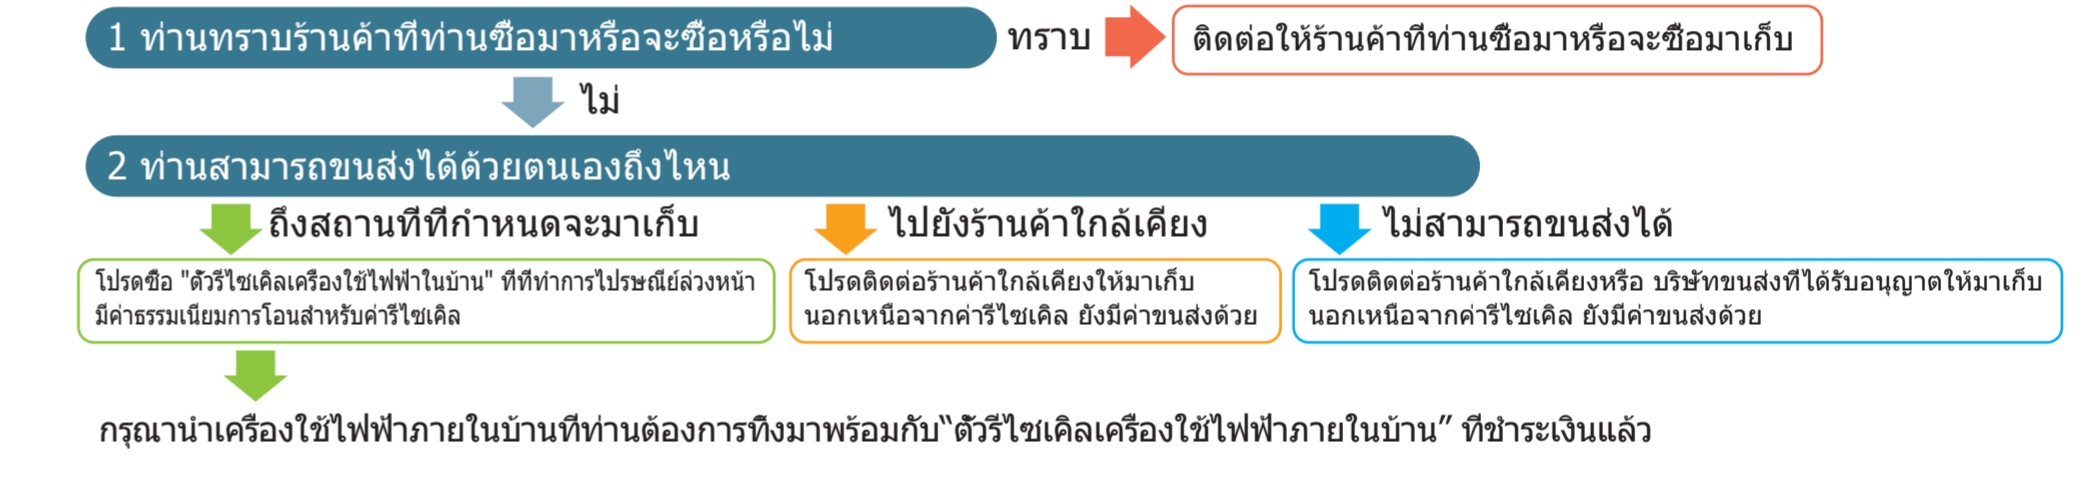 1 ท่านทราบร้านค้าที่ท่านซื้อมาหรือจะซื้อหรือไม่
ทราบ
ติดต่อให้ร้านค้าที่ท่านซื้อมาหรือจะซื้อมาเก็บ
ไม่
2 ท่านสามารถขนส่งได้ด้วยตนเองถึงไหน
ถึงสถานที่ที่กำหนดจะมาเก็บ
ไปยังร้านค้าใกล้เคียง
ไม่สามารถขนส่งได้
โปรดซื้อ "ตั๋วรีไซเคิลเครื่องใช้ไฟฟ้าในบ้าน" ที่ที่ทำการไปรษณีย์ล่วงหน้า
มีค่าธรรมเนียมการโอนสำหรับค่ารีไซเคิล
โปรดติดต่อร้านค้าใกล้เคียงให้มาเก็บ
นอกเหนือจากค่ารีไซเคิล ยังมีค่าขนส่งด้วย
โปรดติดต่อร้านค้าใกล้เคียงหรือ บริษัทขนส่งที่ได้รับอนุญาตให้มาเก็บ
นอกเหนือจากค่ารีไซเคิล ยังมีค่าขนส่งด้วย
กรุณานำเครื่องใช้ไฟฟ้าภายในบ้านที่ท่านต้องการทิ้งมาพร้อมกับ“ตั๋วรีไซเคิลเครื่องใช้ไฟฟ้าภายในบ้าน” ที่ชำระเงินแล้ว